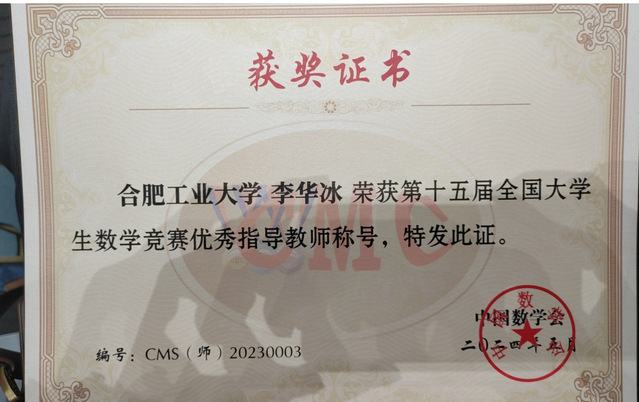 获奖证书
合肥工业大学 李华冰 荣获第十五届全国大学
生数学竞赛优秀指导教师称号，特发此证。
中国数学会
二〇二四年五月
编号：CMS（师）20230003
CMC